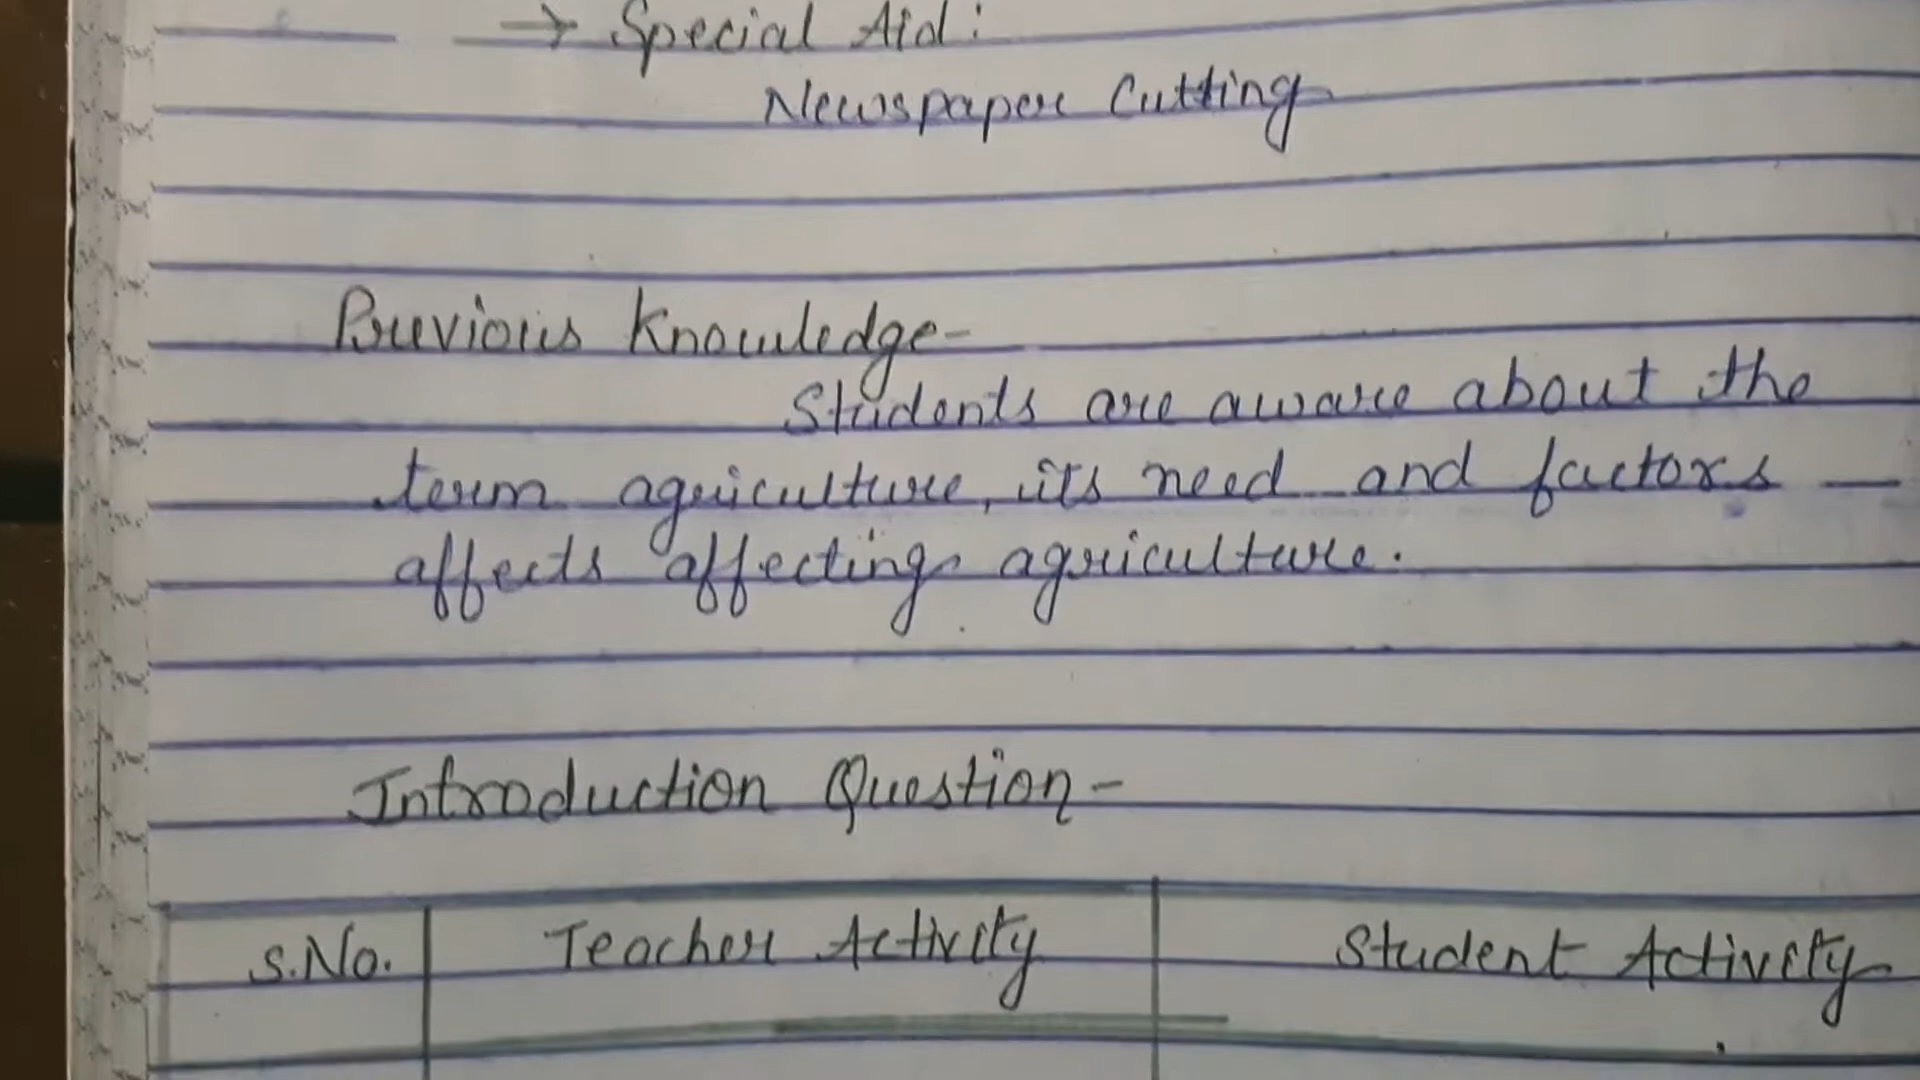 → Special Aid:
Newspaper Cutting
Previous Knowledge-
Students are aware about the
term agriculture, its need and factors
affects affecting agriculture.
Introduction Question-
S.No. Teacher Activity Student Activity